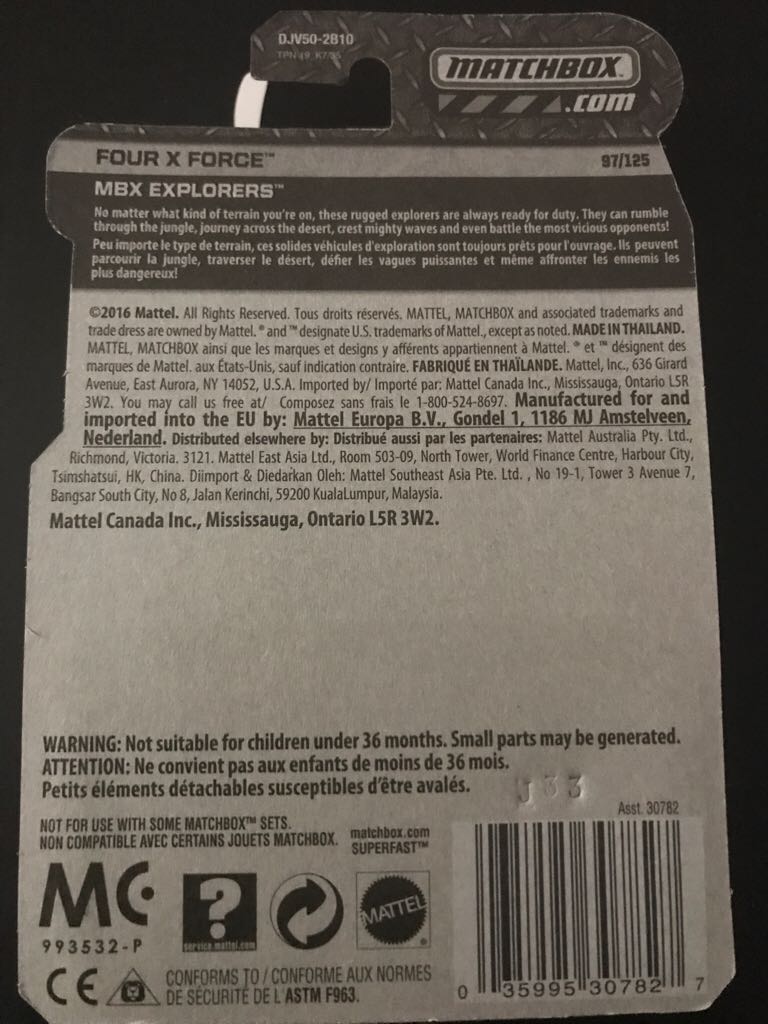 DJV50-2B10
MATCHBOX
.COM
FOUR X FORCE™ 97/125
MBX EXPLORERS™
No matter what kind of terrain you're on, these rugged explorers are always ready for duty. They can rumble
through the jungle, journey across the desert, crest mighty waves and even battle the most vicious opponents!
Peu importe le type de terrain, ces solides véhicules d'exploration sont toujours prêts pour l'ouvrage. Ils peuvent
parcourir la jungle, traverser le désert, défier les vagues puissantes et même affronter les ennemis les
plus dangereux!
©2016 Mattel. All Rights Reserved. Tous droits réservés. MATTEL, MATCHBOX and associated trademarks and
trade dress are owned by Mattel. ® and ™ designate U.S. trademarks of Mattel., except as noted. MADE IN THAILAND.
MATTEL, MATCHBOX ainsi que les marques et designs y afférents appartiennent à Mattel. ® et ™ désignent des
marques de Mattel. aux États-Unis, sauf indication contraire. FABRIQUÉ EN THAÏLANDE. Mattel, Inc., 636 Girard
Avenue, East Aurora, NY 14052, U.S.A. Imported by/ Importé par: Mattel Canada Inc., Mississauga, Ontario L5R
3W2. You may call us free at/ Composez sans frais le 1-800-524-8697. Manufactured for and
imported into the EU by: Mattel Europa B.V., Gondel 1, 1186 MJ Amstelveen,
Nederland. Distributed elsewhere by: Distribué aussi par les partenaires: Mattel Australia Pty. Ltd.,
Richmond, Victoria. 3121. Mattel East Asia Ltd., Room 503-09, North Tower, World Finance Centre, Harbour City,
Tsimshatsui, HK, China. Diimport & Diedarkan Oleh: Mattel Southeast Asia Pte. Ltd. , No 19-1, Tower 3 Avenue 7,
Bangsar South City, No 8, Jalan Kerinchi, 59200 KualaLumpur, Malaysia.
Mattel Canada Inc., Mississauga, Ontario L5R 3W2.
WARNING: Not suitable for children under 36 months. Small parts may be generated.
ATTENTION: Ne convient pas aux enfants de moins de 36 mois.
Petits éléments détachables susceptibles d'être avalés.
J33
Asst. 30782
NOT FOR USE WITH SOME MATCHBOX™ SETS.
NON COMPATIBLE AVEC CERTAINS JOUETS MATCHBOX.
matchbox.com
SUPERFAST™
MC
993532-P
?
service.mattel.com
MATTEL®
CE
CONFORMS TO / CONFORME AUX NORMES
DE SÉCURITÉ DE L'ASTM F963.
0 35995 30782 7